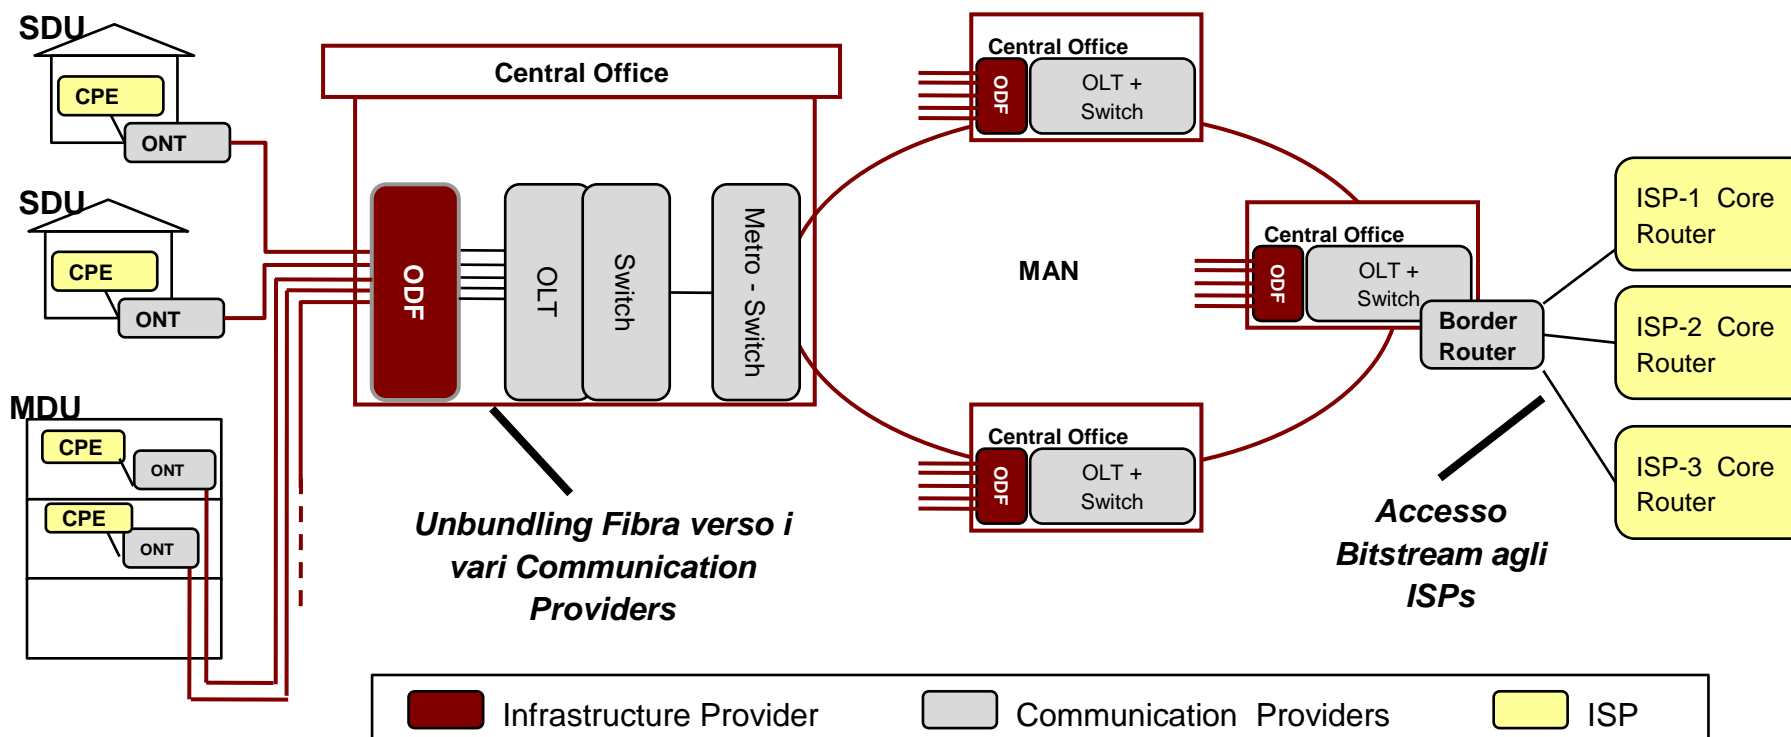 SDU
CPE
ONT
SDU
CPE
ONT
MDU
CPE
ONT
CPE
ONT
Central Office
ODF
OLT
Switch
Metro - Switch
Unbundling Fibra verso i
vari Communication
Providers
Central Office
ODF
OLT +
Switch
MAN
Central Office
ODF
OLT +
Switch
Border
Router
Central Office
ODF
OLT +
Switch
Accesso
Bitstream agli
ISPs
ISP-1 Core
Router
ISP-2 Core
Router
ISP-3 Core
Router
Infrastructure Provider
Communication Providers
ISP